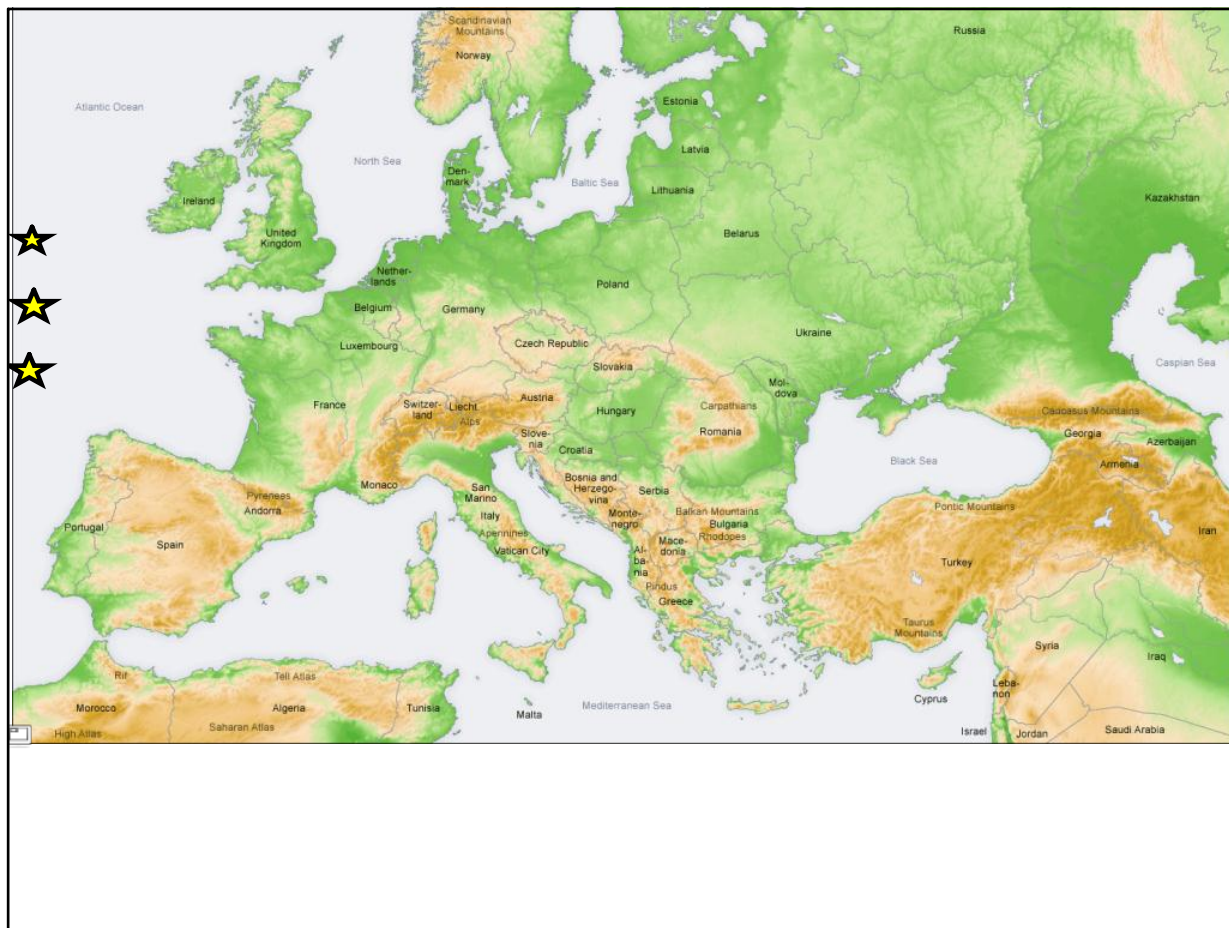 Scandinavian
Mountains
Norway
Russia
Atlantic Ocean
Estonia
North Sea
Latvia
Den-
mark
Baltic Sea
Lithuania
Ireland
Kazakhstan
United
Kingdom
Belarus
Nether-
lands
Poland
Belgium
Germany
Ukraine
Luxembourg
Czech Republic
Slovakia
Caspian Sea
Mol-
dova
France
Switzer-
land
Liecht
Austria
Alps
Hungary
Carpathians
Romania
Caucasus Mountains
Georgia
Azerbaijan
Slove-
nia
Croatia
Black Sea
Armenia
Monaco
San
Marino
Bosnia and
Herzego-
vina
Serbia
Pyrenees
Andorra
Italy
Monte-
negro
Balkan Mountains
Bulgaria
Pontic Mountains
Iran
Portugal
Spain
Apennines
Vatican City
Al-
ba-
nia
Mace-
donia
Rhodopes
Turkey
Pindus
Greece
Taurus
Mountains
Syria
Iraq
Rif
Tell Atlas
Morocco
Algeria
Tunisia
Malta
Mediterranean Sea
Cyprus
Leba-
non
High Atlas
Saharan Atlas
Israel
Jordan
Saudi Arabia